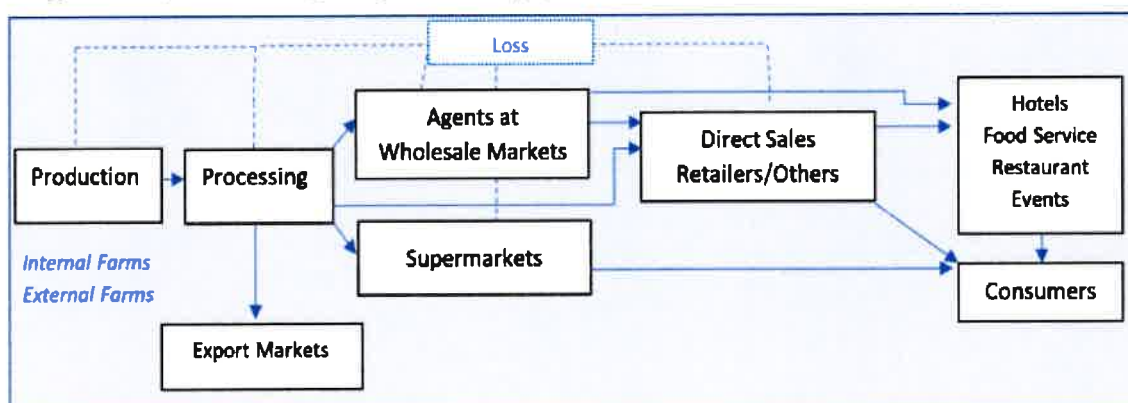 Loss
Agents at
Wholesale Markets
Hotels
Food Service
Restaurant
Events
Direct Sales
Retailers/Others
Production
Processing
Supermarkets
Internal Farms
External Farms
Consumers
Export Markets